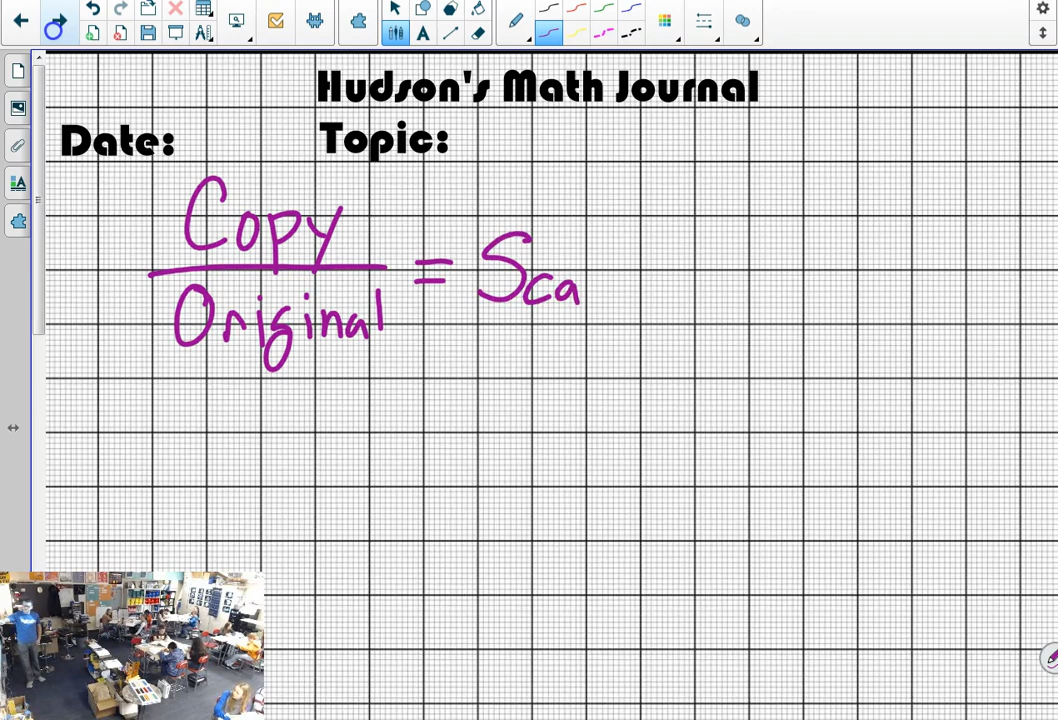 Hudson's Math Journal
Date: Topic:
Copy
Original = Sca